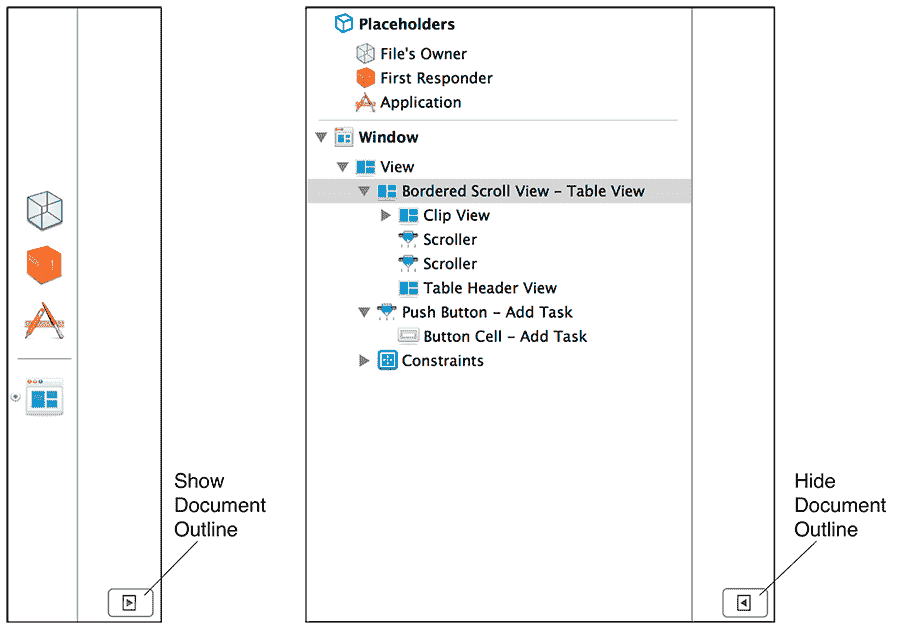 Placeholders
File's Owner
First Responder
Application
Window
View
Bordered Scroll View – Table View
Clip View
Scroller
Scroller
Table Header View
Push Button – Add Task
Button Cell – Add Task
Constraints
Show
Document
Outline
Hide
Document
Outline